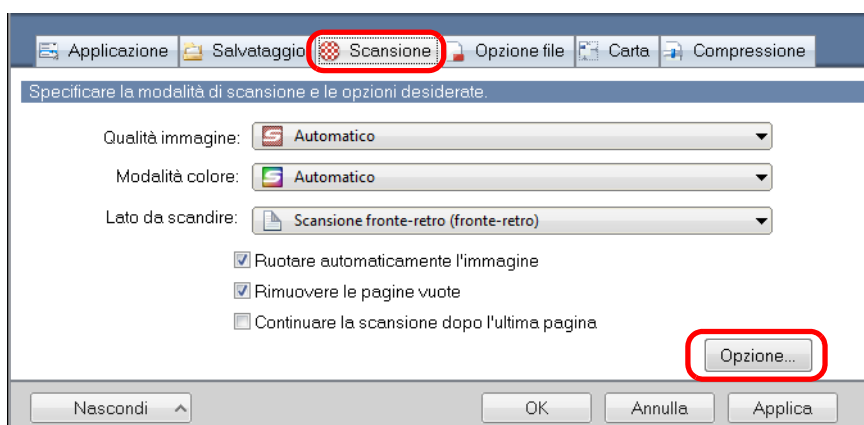 Applicazione Salvataggio Scansione Opzione file Carta Compressione
Specificare la modalità di scansione e le opzioni desiderate.
Qualità immagine: Automatico
Modalità colore: Automatico
Lato da scandire: Scansione fronte-retro (fronte-retro)
Ruotare automaticamente l'immagine
Rimuovere le pagine vuote
Continuare la scansione dopo l'ultima pagina
Opzione...
Nascondi OK Annulla Applica